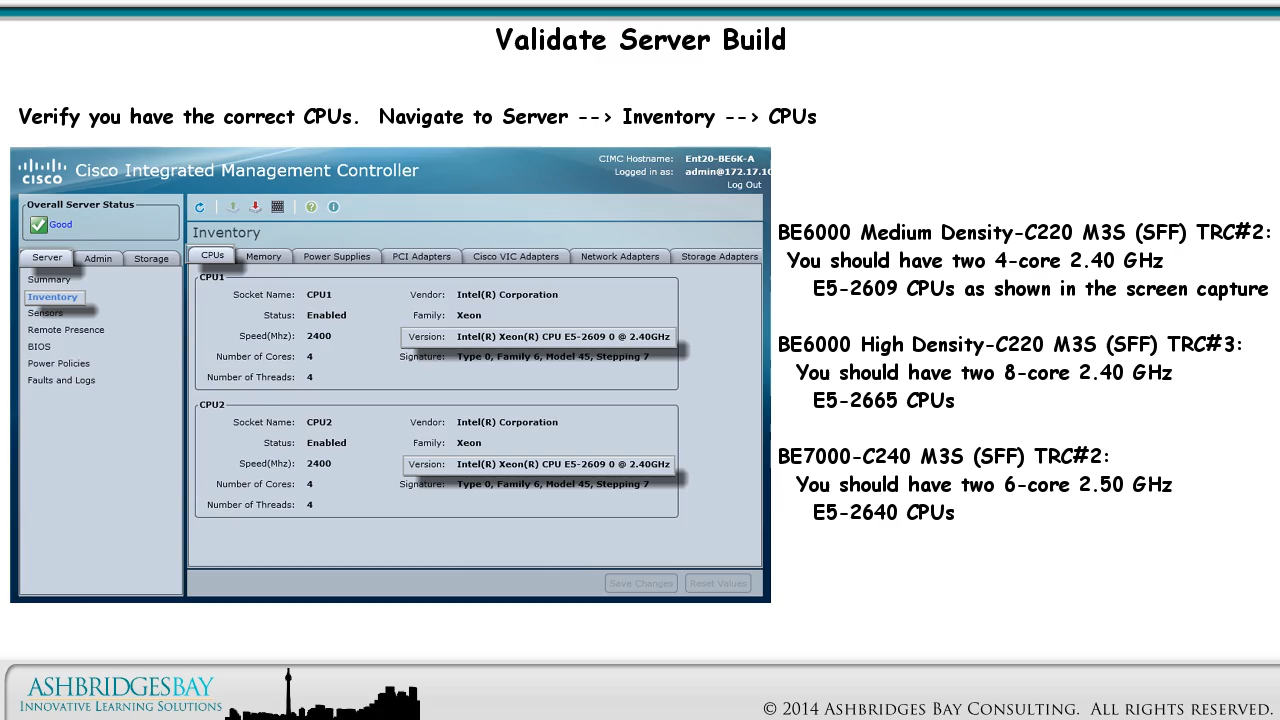 Validate Server Build
Verify you have the correct CPUs. Navigate to Server --> Inventory --> CPUs
CISCO
Cisco Integrated Management Controller
CIMC Hostname: Ent20-BE6K-A
Logged in as: admin@172.17.10
Log Out
Overall Server Status
Good
Server Admin Storage
Summary
Inventory
Sensors
Remote Presence
BIOS
Power Policies
Faults and Logs
Inventory
CPUs Memory Power Supplies PCI Adapters Cisco VIC Adapters Network Adapters Storage Adapters
CPU1
Socket Name: CPU1 Vendor: Intel(R) Corporation
Status: Enabled Family: Xeon
Speed(Mhz): 2400 Version: Intel(R) Xeon(R) CPU E5-2609 0 @ 2.40GHz
Number of Cores: 4 Signature: Type 0, Family 6, Model 45, Stepping 7
Number of Threads: 4
CPU2
Socket Name: CPU2 Vendor: Intel(R) Corporation
Status: Enabled Family: Xeon
Speed(Mhz): 2400 Version: Intel(R) Xeon(R) CPU E5-2609 0 @ 2.40GHz
Number of Cores: 4 Signature: Type 0, Family 6, Model 45, Stepping 7
Number of Threads: 4
Save Changes Reset Values
BE6000 Medium Density-C220 M3S (SFF) TRC#2:
You should have two 4-core 2.40 GHz
E5-2609 CPUs as shown in the screen capture
BE6000 High Density-C220 M3S (SFF) TRC#3:
You should have two 8-core 2.40 GHz
E5-2665 CPUs
BE7000-C240 M3S (SFF) TRC#2:
You should have two 6-core 2.50 GHz
E5-2640 CPUs
ASHBRIDGESBAY
INNOVATIVE LEARNING SOLUTIONS
© 2014 ASHBRIDGES BAY CONSULTING. ALL RIGHTS RESERVED.